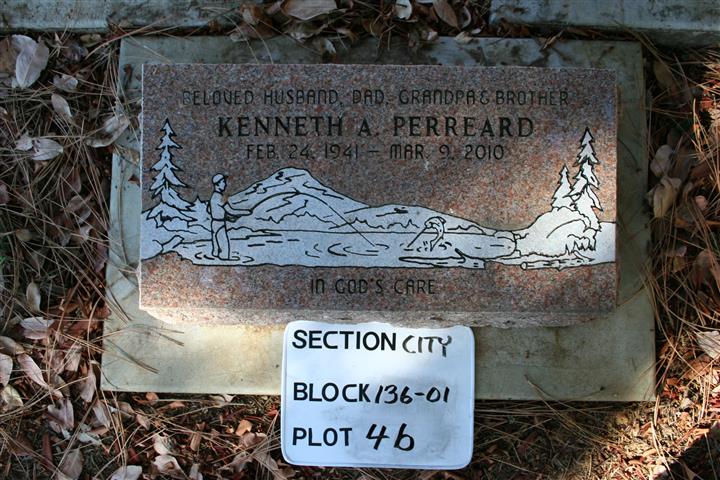 BELOVED HUSBAND, DAD, GRANDPA & BROTHER
KENNETH A. PERREARD
FEB. 24, 1941 – MAR. 9, 2010
IN GOD'S CARE
SECTION CITY
BLOCK 136-01
PLOT 4b